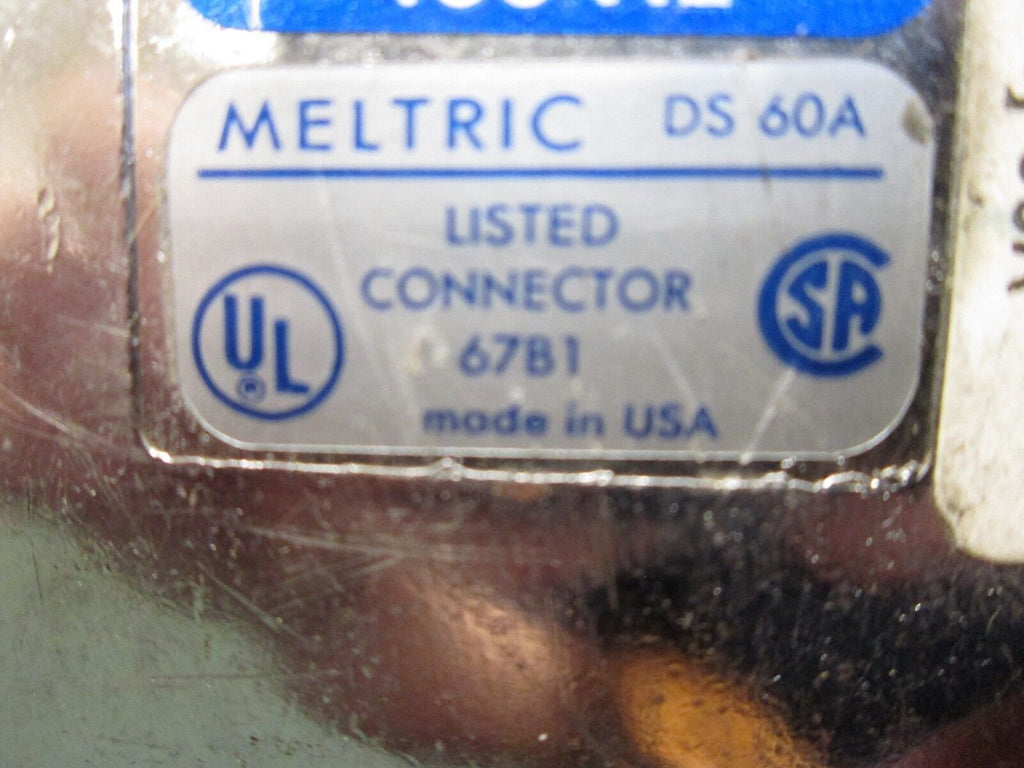 MELTRIC DS 60A
LISTED
CONNECTOR
67B1
made in USA
UL
®
SA